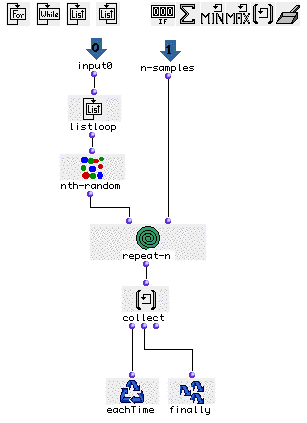 For While List List 000 IF Σ MIN MAX
0 1
input0 n-samples
List
listloop
nth-random
repeat-n
collect
eachTime finally